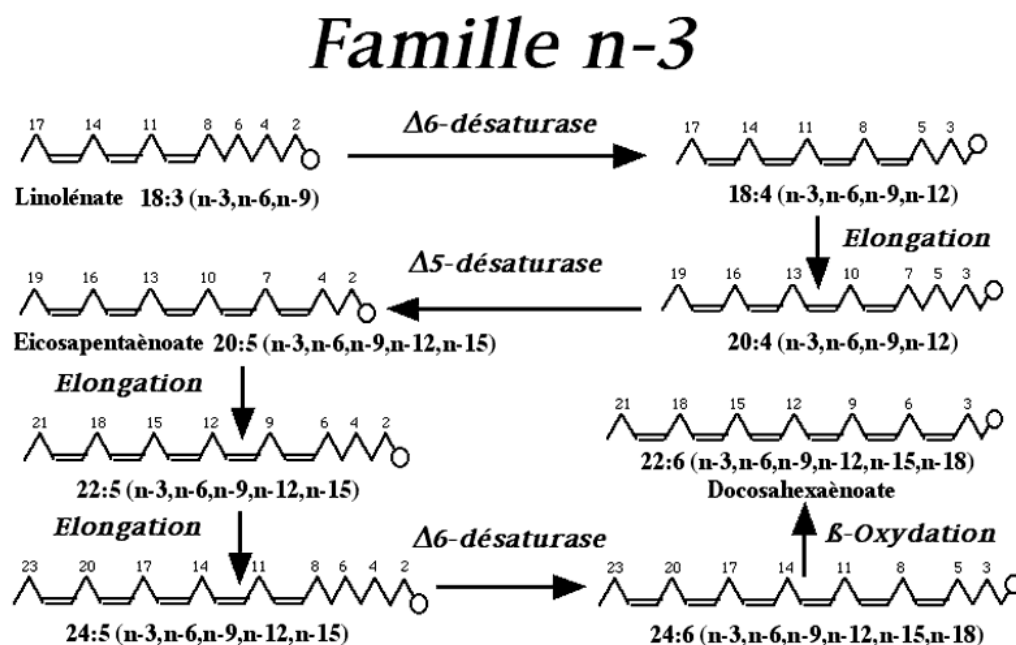 Famille n-3
17 14 11 8 6 4 2
Δ6-désaturase
17 14 11 8 5 3
Linolénate 18:3 (n-3,n-6,n-9)
18:4 (n-3,n-6,n-9,n-12)
Elongation
19 16 13 10 7 4 2
Δ5-désaturase
19 16 13 10 7 5 3
Eicosapentaènoate 20:5 (n-3,n-6,n-9,n-12,n-15)
20:4 (n-3,n-6,n-9,n-12)
Elongation
21 18 15 12 9 6 4 2
21 18 15 12 9 6 3
22:5 (n-3,n-6,n-9,n-12,n-15)
22:6 (n-3,n-6,n-9,n-12,n-15,n-18)
Docosahexaènoate
Elongation
Δ6-désaturase
ß-Oxydation
23 20 17 14 11 8 6 4 2
23 20 17 14 11 8 5 3
24:5 (n-3,n-6,n-9,n-12,n-15)
24:6 (n-3,n-6,n-9,n-12,n-15,n-18)